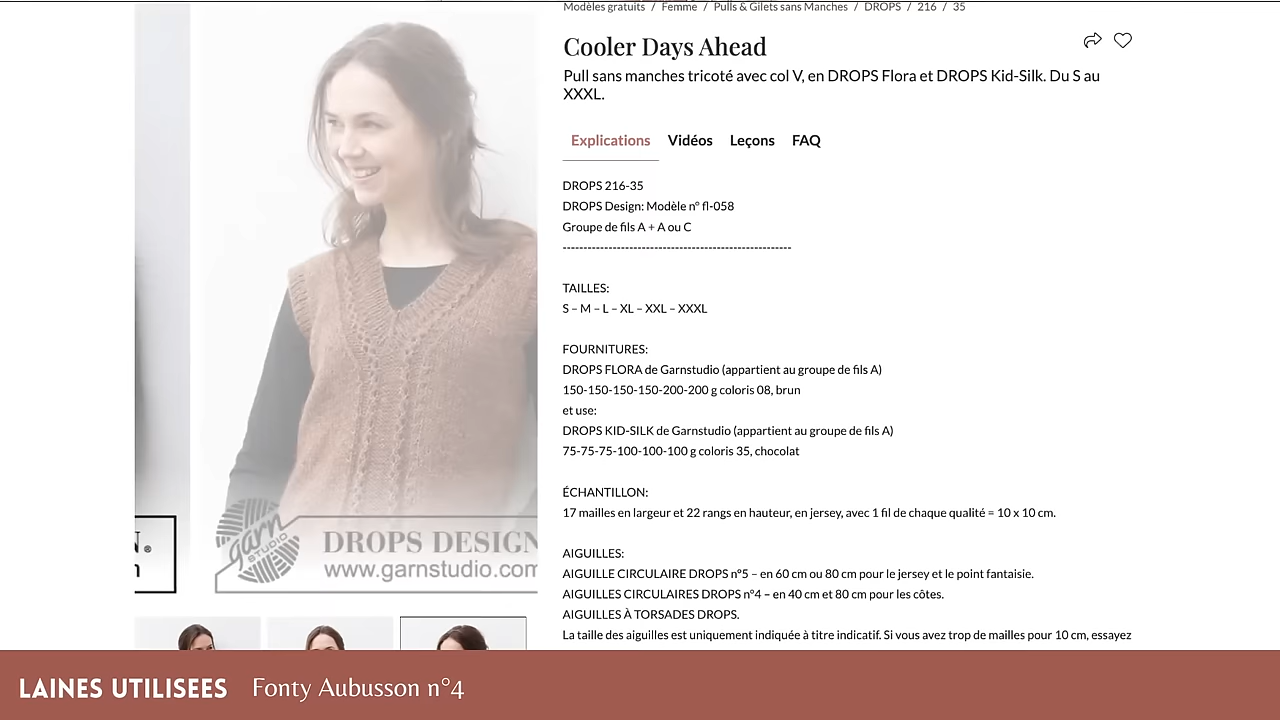 Modèles gratuits / Femme / Pulls & Gilets sans Manches / DROPS / 216 / 35
Cooler Days Ahead
Pull sans manches tricoté avec col V, en DROPS Flora et DROPS Kid-Silk. Du S au
XXXL.
Explications Vidéos Leçons FAQ
DROPS 216-35
DROPS Design: Modèle n° fl-058
Groupe de fils A + A ou C
-------------------------------------------------------
TAILLES:
S – M – L – XL – XXL – XXXL
FOURNITURES:
DROPS FLORA de Garnstudio (appartient au groupe de fils A)
150-150-150-150-200-200 g coloris 08, brun
et use:
DROPS KID-SILK de Garnstudio (appartient au groupe de fils A)
75-75-75-100-100-100 g coloris 35, chocolat
ÉCHANTILLON:
17 mailles en largeur et 22 rangs en hauteur, en jersey, avec 1 fil de chaque qualité = 10 x 10 cm.
AIGUILLES:
AIGUILLE CIRCULAIRE DROPS n°5 – en 60 cm ou 80 cm pour le jersey et le point fantaisie.
AIGUILLES CIRCULAIRES DROPS n°4 – en 40 cm et 80 cm pour les côtes.
AIGUILLES À TORSADES DROPS.
La taille des aiguilles est uniquement indiquée à titre indicatif. Si vous avez trop de mailles pour 10 cm, essayez
garn
STUDIO
DROPS DESIGN
www.garnstudio.com
LAINES UTILISEES Fonty Aubusson n°4